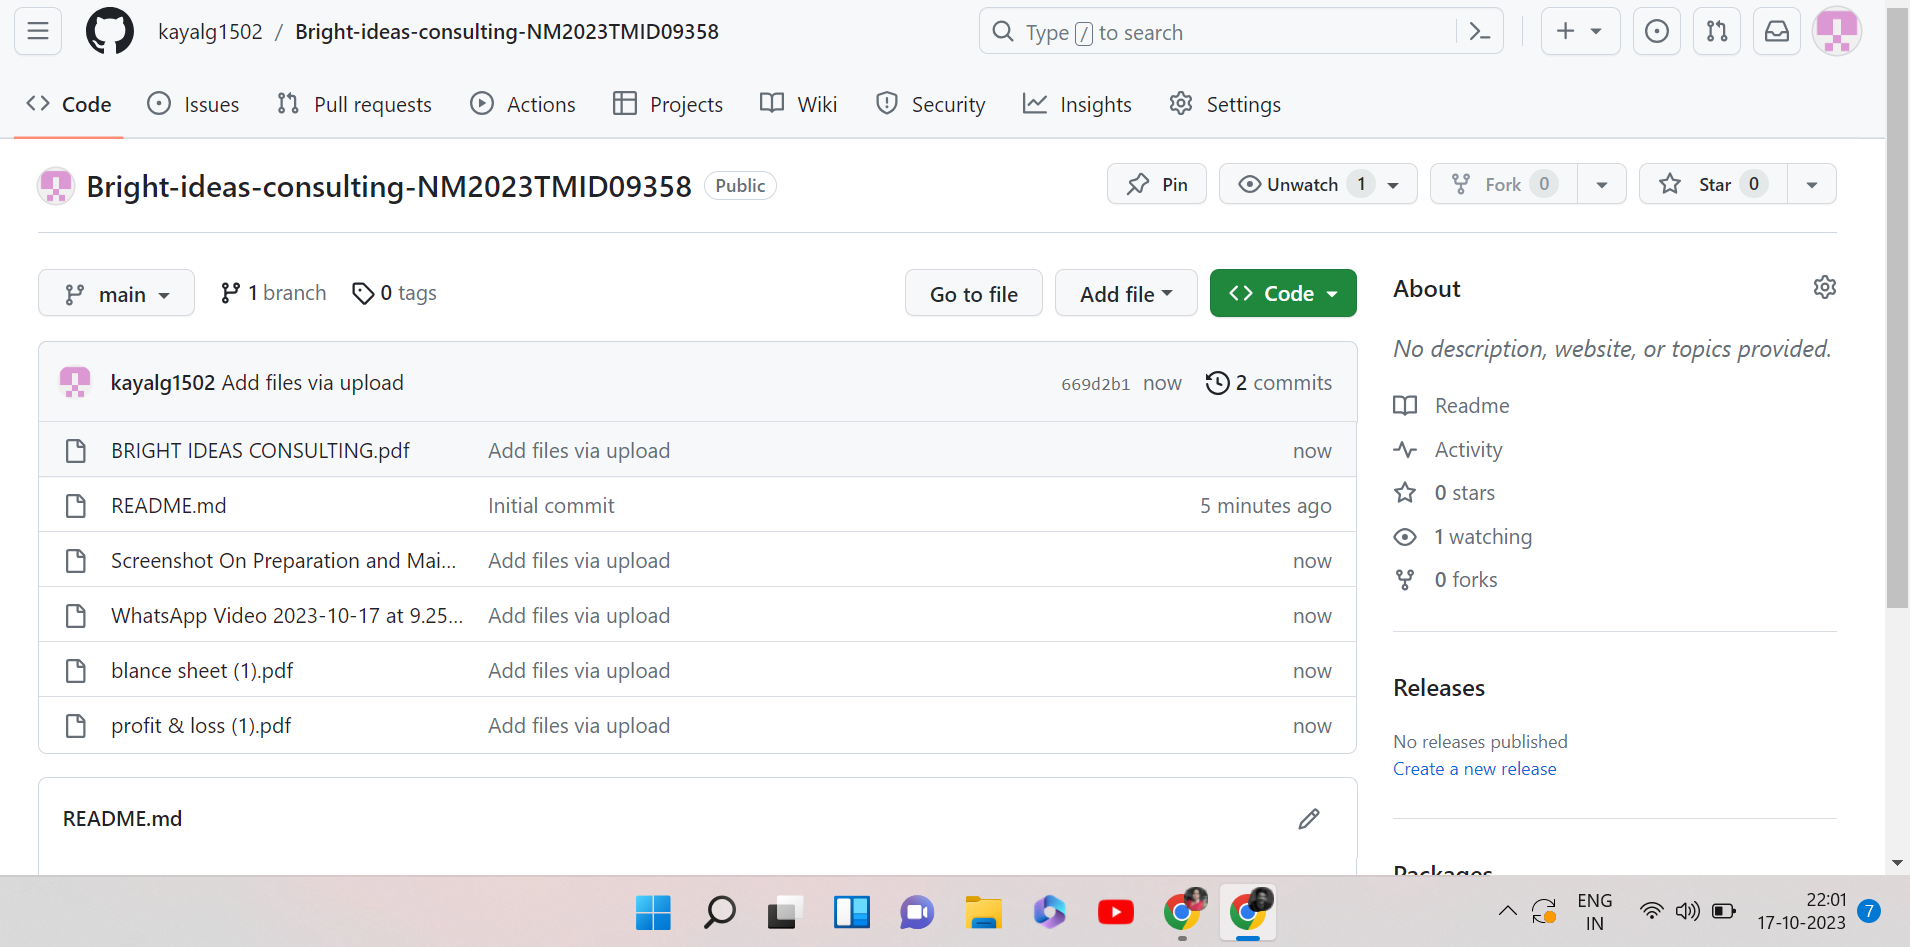 kayalg1502 / Bright-ideas-consulting-NM2023TMID09358
Type / to search
Code Issues Pull requests Actions Projects Wiki Security Insights Settings
Bright-ideas-consulting-NM2023TMID09358 Public
Pin Unwatch 1 Fork 0 Star 0
main 1 branch 0 tags Go to file Add file Code
kayalg1502 Add files via upload 669d2b1 now 2 commits
BRIGHT IDEAS CONSULTING.pdf Add files via upload now
README.md Initial commit 5 minutes ago
Screenshot On Preparation and Mai... Add files via upload now
WhatsApp Video 2023-10-17 at 9.25... Add files via upload now
blance sheet (1).pdf Add files via upload now
profit & loss (1).pdf Add files via upload now
README.md
About
No description, website, or topics provided.
Readme
Activity
0 stars
1 watching
0 forks
Releases
No releases published
Create a new release
Packages
ENG
IN
22:01
17-10-2023
7